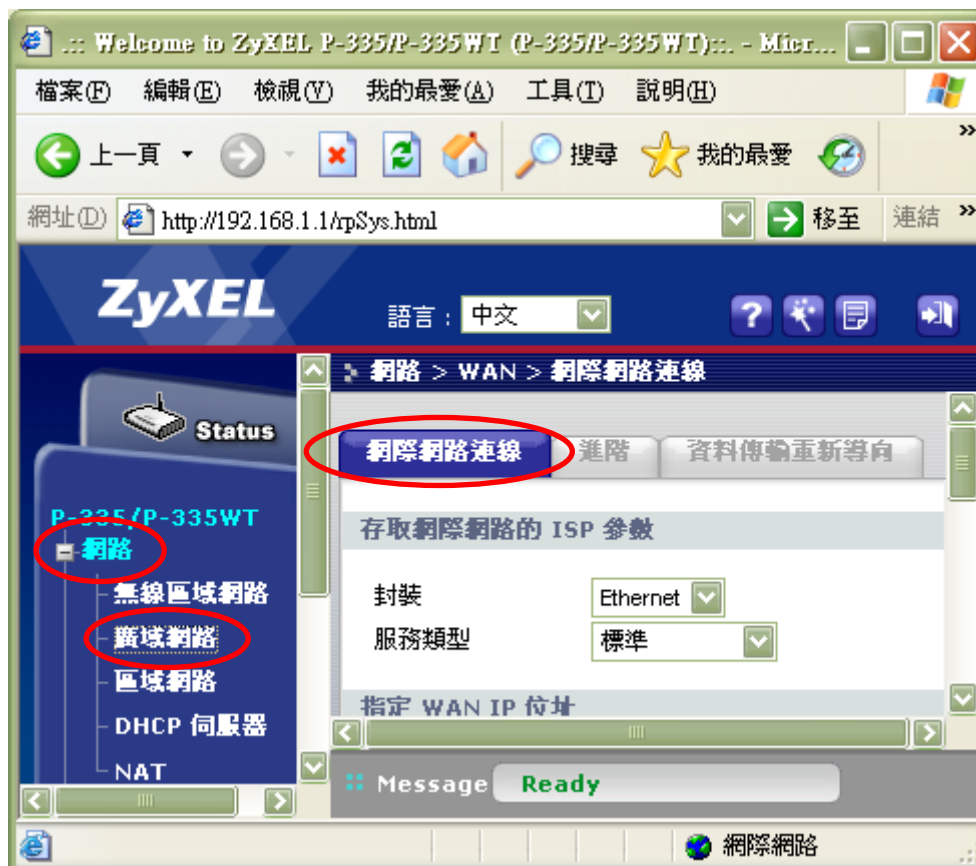 .:: Welcome to ZyXEL P-335/P-335WT (P-335/P-335WT)::. - Micr...
檔案(F) 編輯(E) 檢視(V) 我的最愛(A) 工具(T) 說明(H)
上一頁 搜尋 我的最愛 »
網址(D) http://192.168.1.1/rpSys.html 移至 連結 »
ZyXEL 語言 : 中文 ?
Status
P-335/P-335WT
網路
無線區域網路
廣域網路
區域網路
DHCP 伺服器
NAT
網路 > WAN > 網際網路連線
網際網路連線 進階 資料傳輸重新導向
存取網際網路的 ISP 參數
封裝 Ethernet
服務類型 標準
指定 WAN IP 位址
Message Ready
網際網路